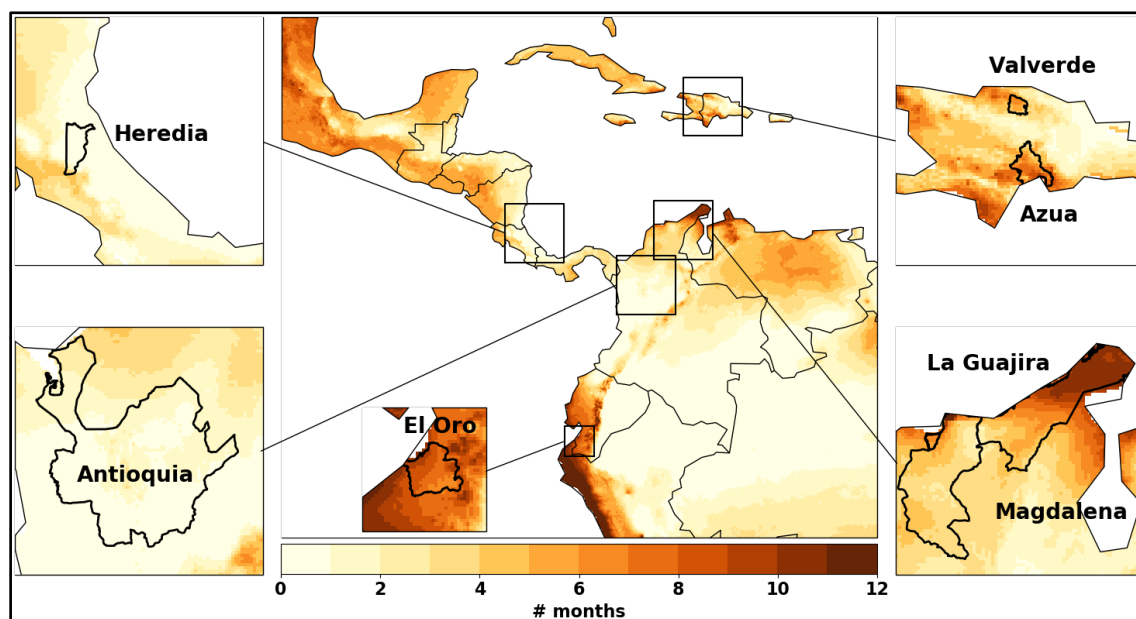 Heredia
Valverde
Azua
Antioquia
El Oro
La Guajira
Magdalena
0 2 4 6 8 10 12
# months